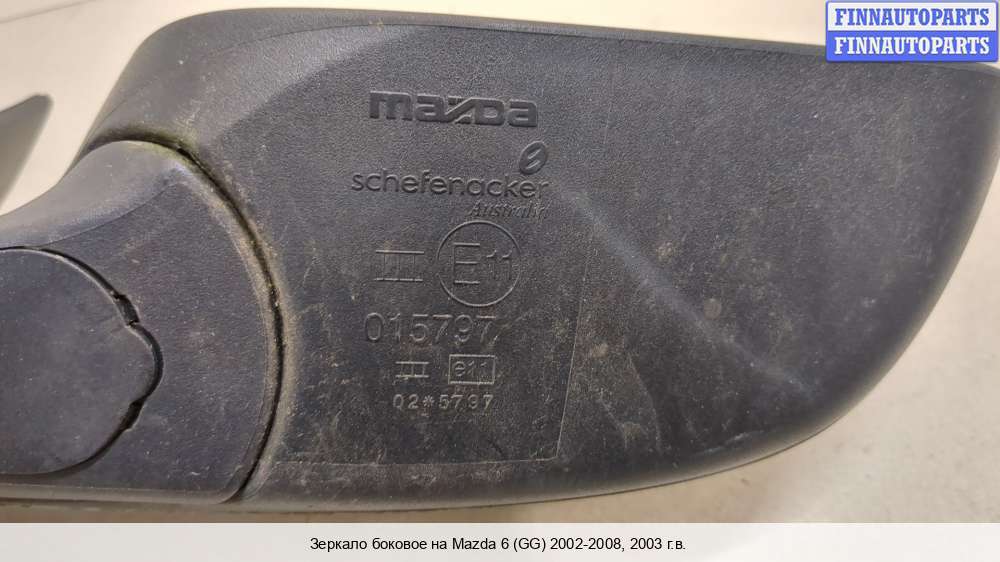 FINNAUTOPARTS
FINNAUTOPARTS
mazda
schefenacker
Australia
III E11
015797
III e11
02*5797
Зеркало боковое на Mazda 6 (GG) 2002-2008, 2003 г.в.